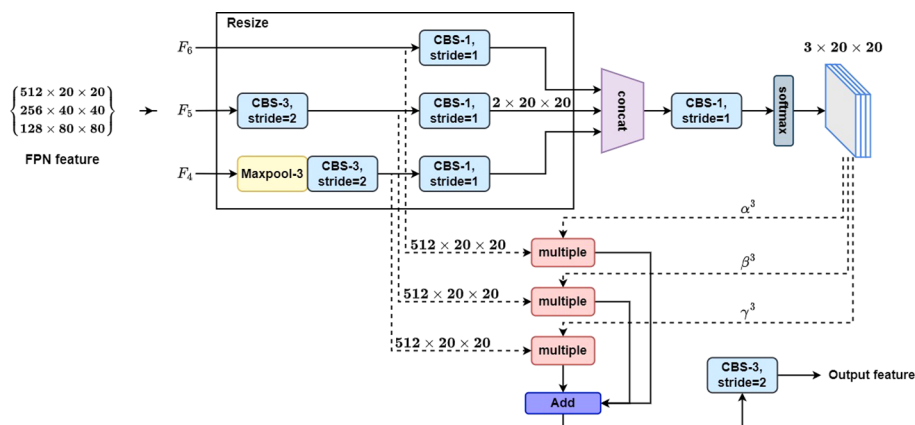 Resize
F₆
CBS-1,
stride=1
3 × 20 × 20
512 × 20 × 20
256 × 40 × 40
128 × 80 × 80
FPN feature
F₅
CBS-3,
stride=2
CBS-1,
stride=1
2 × 20 × 20
concat
CBS-1,
stride=1
softmax
F₄
Maxpool-3
CBS-3,
stride=2
CBS-1,
stride=1
α³
512 × 20 × 20
multiple
β³
512 × 20 × 20
multiple
γ³
512 × 20 × 20
multiple
CBS-3,
stride=2
Output feature
Add